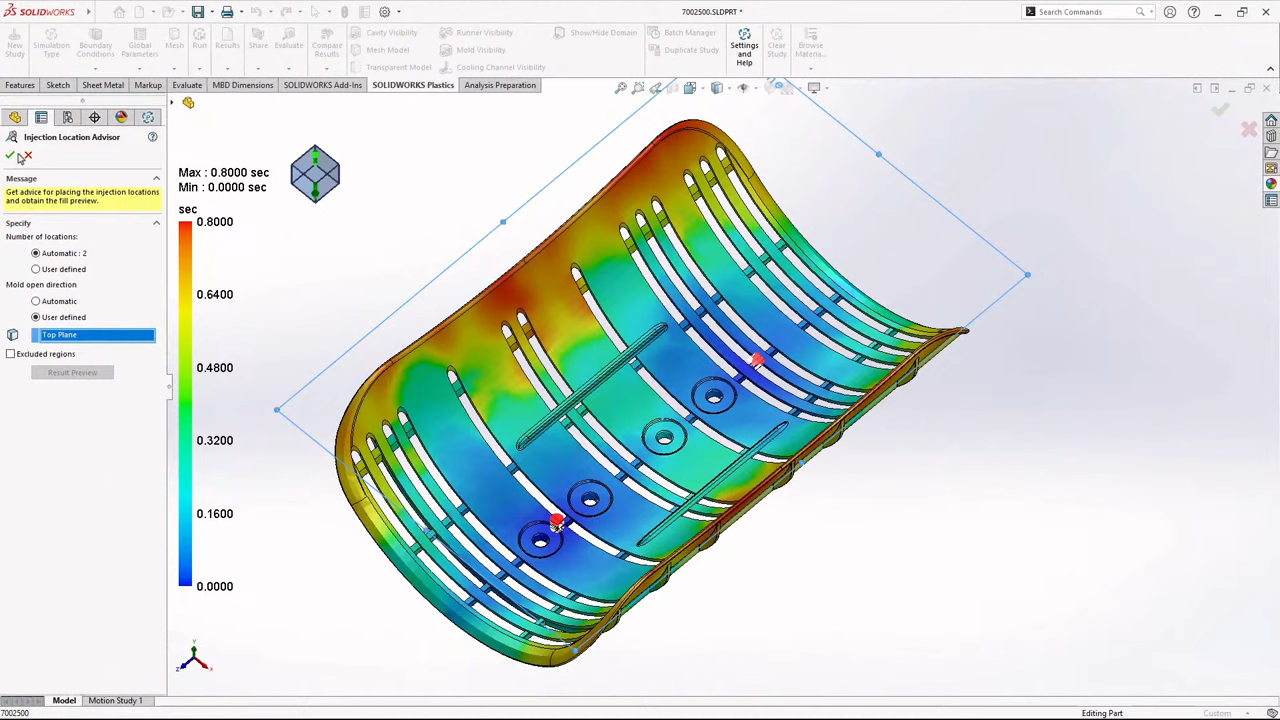 SOLIDWORKS
7002500.SLDPRT *
Search Commands
New Study
Simulation Type
Boundary Conditions
Global Parameters
Mesh
Run
Results
Share
Evaluate
Compare Results
Cavity Visibility
Mesh Model
Transparent Model
Runner Visibility
Mold Visibility
Cooling Channel Visibility
Show/Hide Domain
Batch Manager
Duplicate Study
Settings and Help
Clear Study
Browse Materia...
Features
Sketch
Sheet Metal
Markup
Evaluate
MBD Dimensions
SOLIDWORKS Add-Ins
SOLIDWORKS Plastics
Analysis Preparation
Injection Location Advisor
Message
Get advice for placing the injection locations
and obtain the fill preview.
Specify
Number of locations:
Automatic : 2
User defined
Mold open direction:
Automatic
User defined
Top Plane
Excluded regions
Result Preview
Max : 0.8000 sec
Min : 0.0000 sec
sec
0.8000
0.6400
0.4800
0.3200
0.1600
0.0000
Y
Z
X
Model
Motion Study 1
7002500
Editing Part
Custom